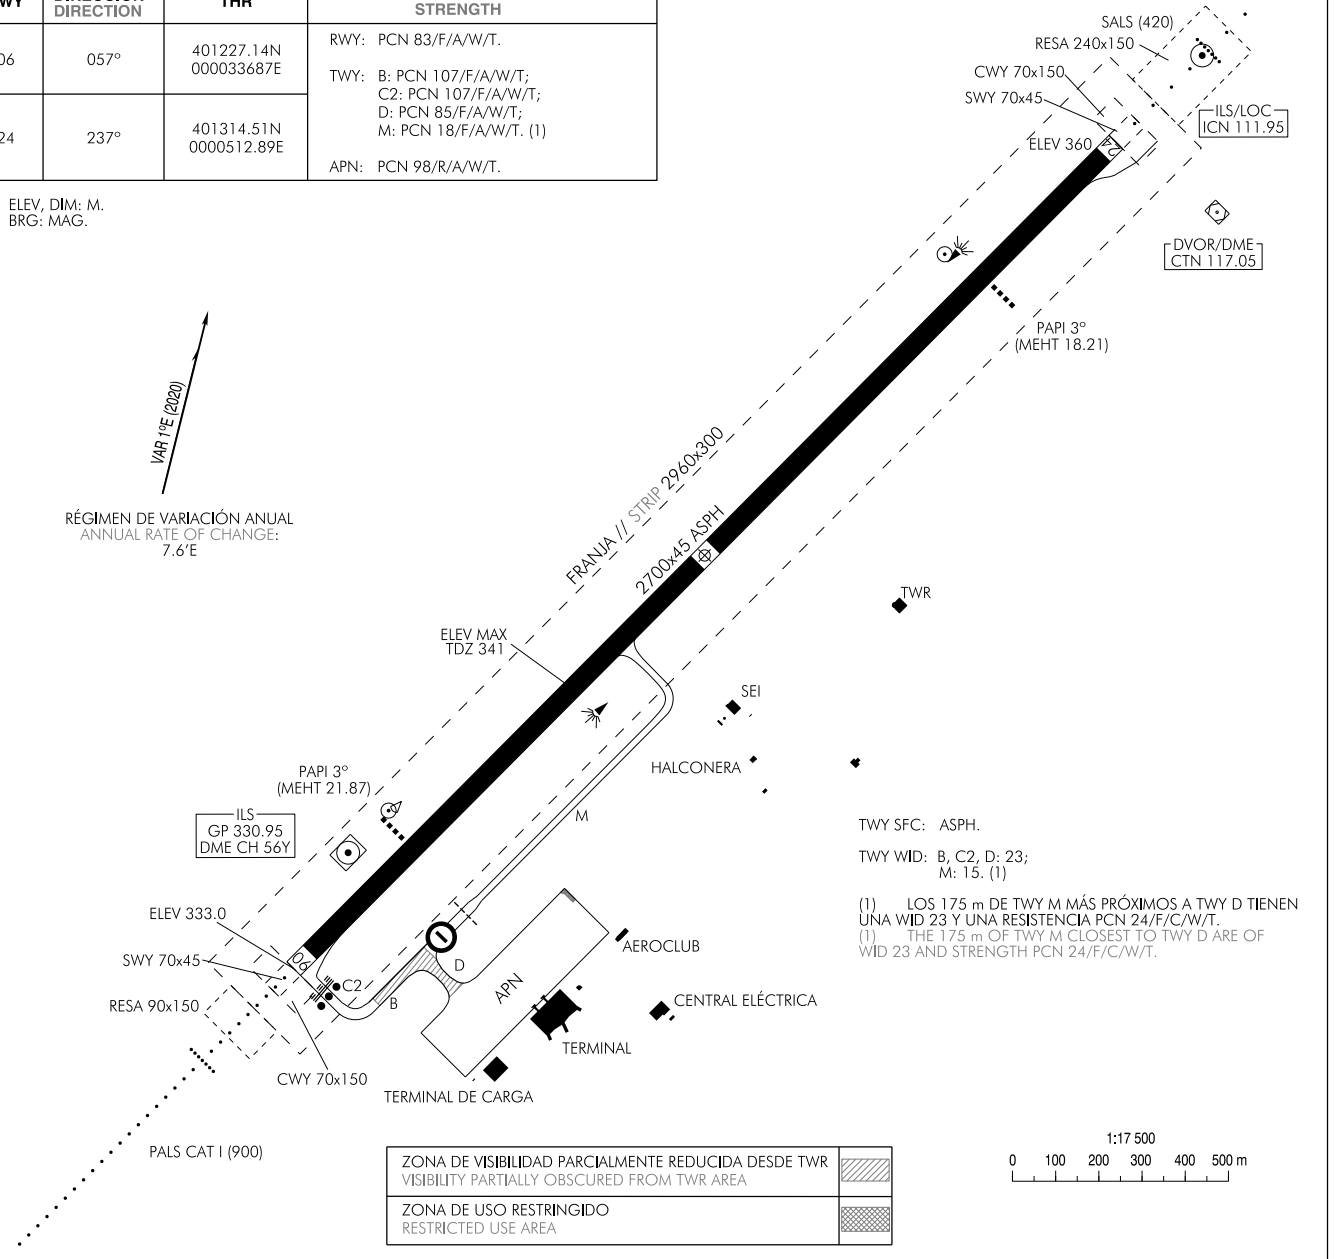 DIRECTION
THR
STRENGTH
06
057º
401227.14N
000033687E
24
237º
401314.51N
0000512.89E
RWY: PCN 83/F/A/W/T.
TWY: B: PCN 107/F/A/W/T;
C2: PCN 107/F/A/W/T;
D: PCN 85/F/A/W/T;
M: PCN 18/F/A/W/T. (1)
APN: PCN 98/R/A/W/T.
ELEV, DIM: M.
BRG: MAG.
SALS (420)
RESA 240x150
CWY 70x150
SWY 70x45
ELEV 360
24
ILS/LOC
ICN 111.95
DVOR/DME
CTN 117.05
PAPI 3º
(MEHT 18.21)
VAR 1ºE (2020)
RÉGIMEN DE VARIACIÓN ANUAL
ANNUAL RATE OF CHANGE:
7.6'E
FRANJA // STRIP 2960x300
2700x45 ASPH
ELEV MAX
TDZ 341
TWR
SEI
HALCONERA
M
PAPI 3º
(MEHT 21.87)
ILS
GP 330.95
DME CH 56Y
TWY SFC: ASPH.
TWY WID: B, C2, D: 23;
M: 15. (1)
(1) LOS 175 m DE TWY M MÁS PRÓXIMOS A TWY D TIENEN
UNA WID 23 Y UNA RESISTENCIA PCN 24/F/C/W/T.
(1) THE 175 m OF TWY M CLOSEST TO TWY D ARE OF
WID 23 AND STRENGTH PCN 24/F/C/W/T.
ELEV 333.0
06
SWY 70x45
RESA 90x150
C2
B
D
APN
AEROCLUB
CENTRAL ELÉCTRICA
TERMINAL
TERMINAL DE CARGA
CWY 70x150
PALS CAT I (900)
ZONA DE VISIBILIDAD PARCIALMENTE REDUCIDA DESDE TWR
VISIBILITY PARTIALLY OBSCURED FROM TWR AREA
ZONA DE USO RESTRINGIDO
RESTRICTED USE AREA
1:17 500
0 100 200 300 400 500 m